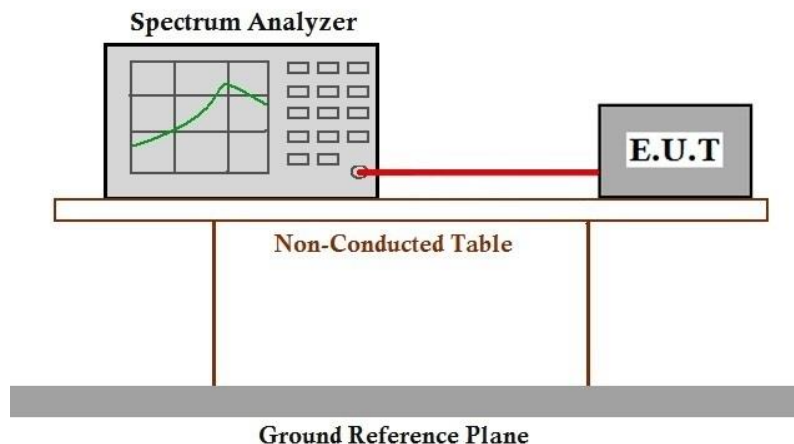 Spectrum Analyzer
E.U.T
Non-Conducted Table
Ground Reference Plane